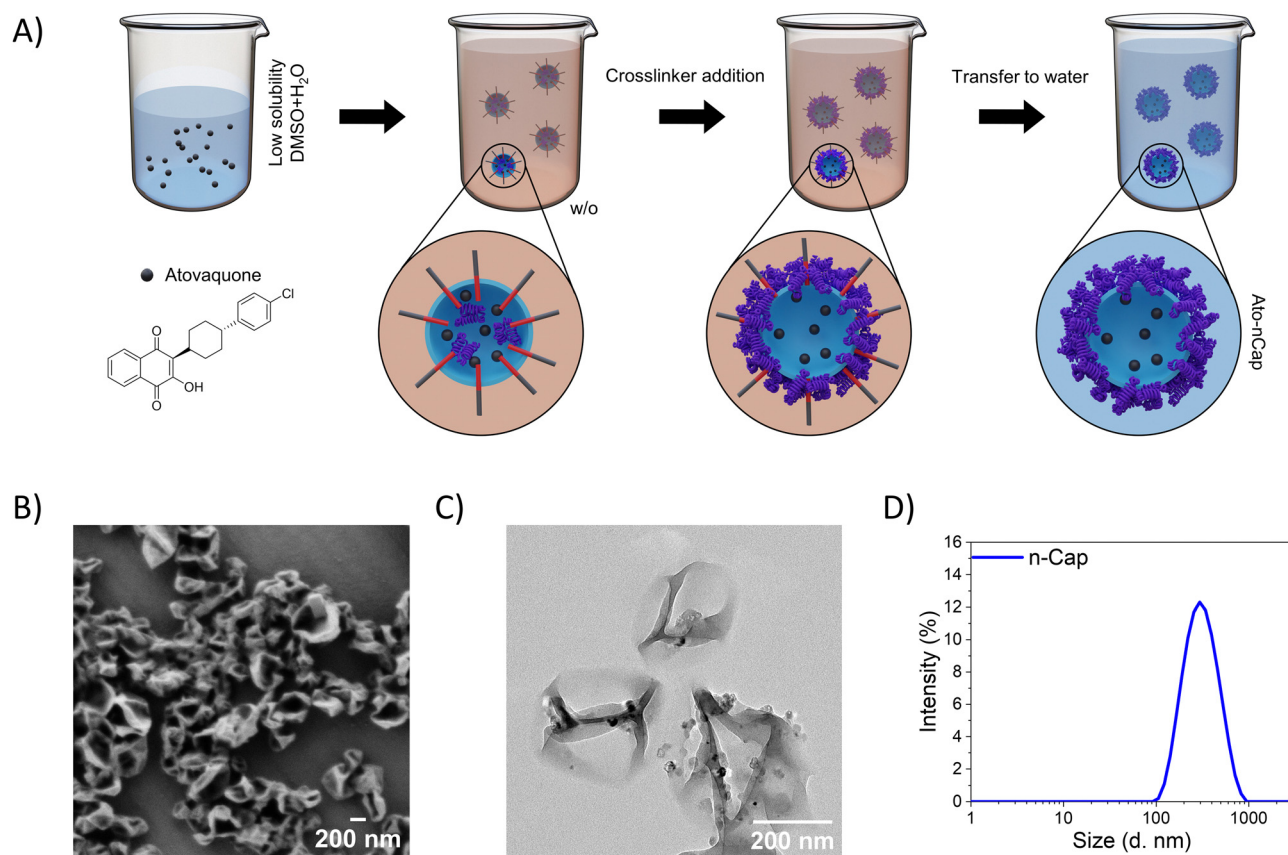 A)
Low solubility
DMSO+H₂O
w/o
Crosslinker addition
Transfer to water
Ato-nCap
Atovaquone
Cl
O
OH
O
B)
200 nm
C)
200 nm
D)
n-Cap
Intensity (%)
16
14
12
10
8
6
4
2
0
1
10
100
1000
Size (d. nm)